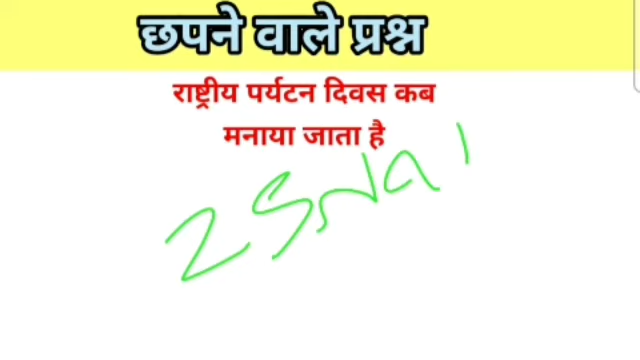 छपने वाले प्रश्न
राष्ट्रीय पर्यटन दिवस कब
मनाया जाता है
25